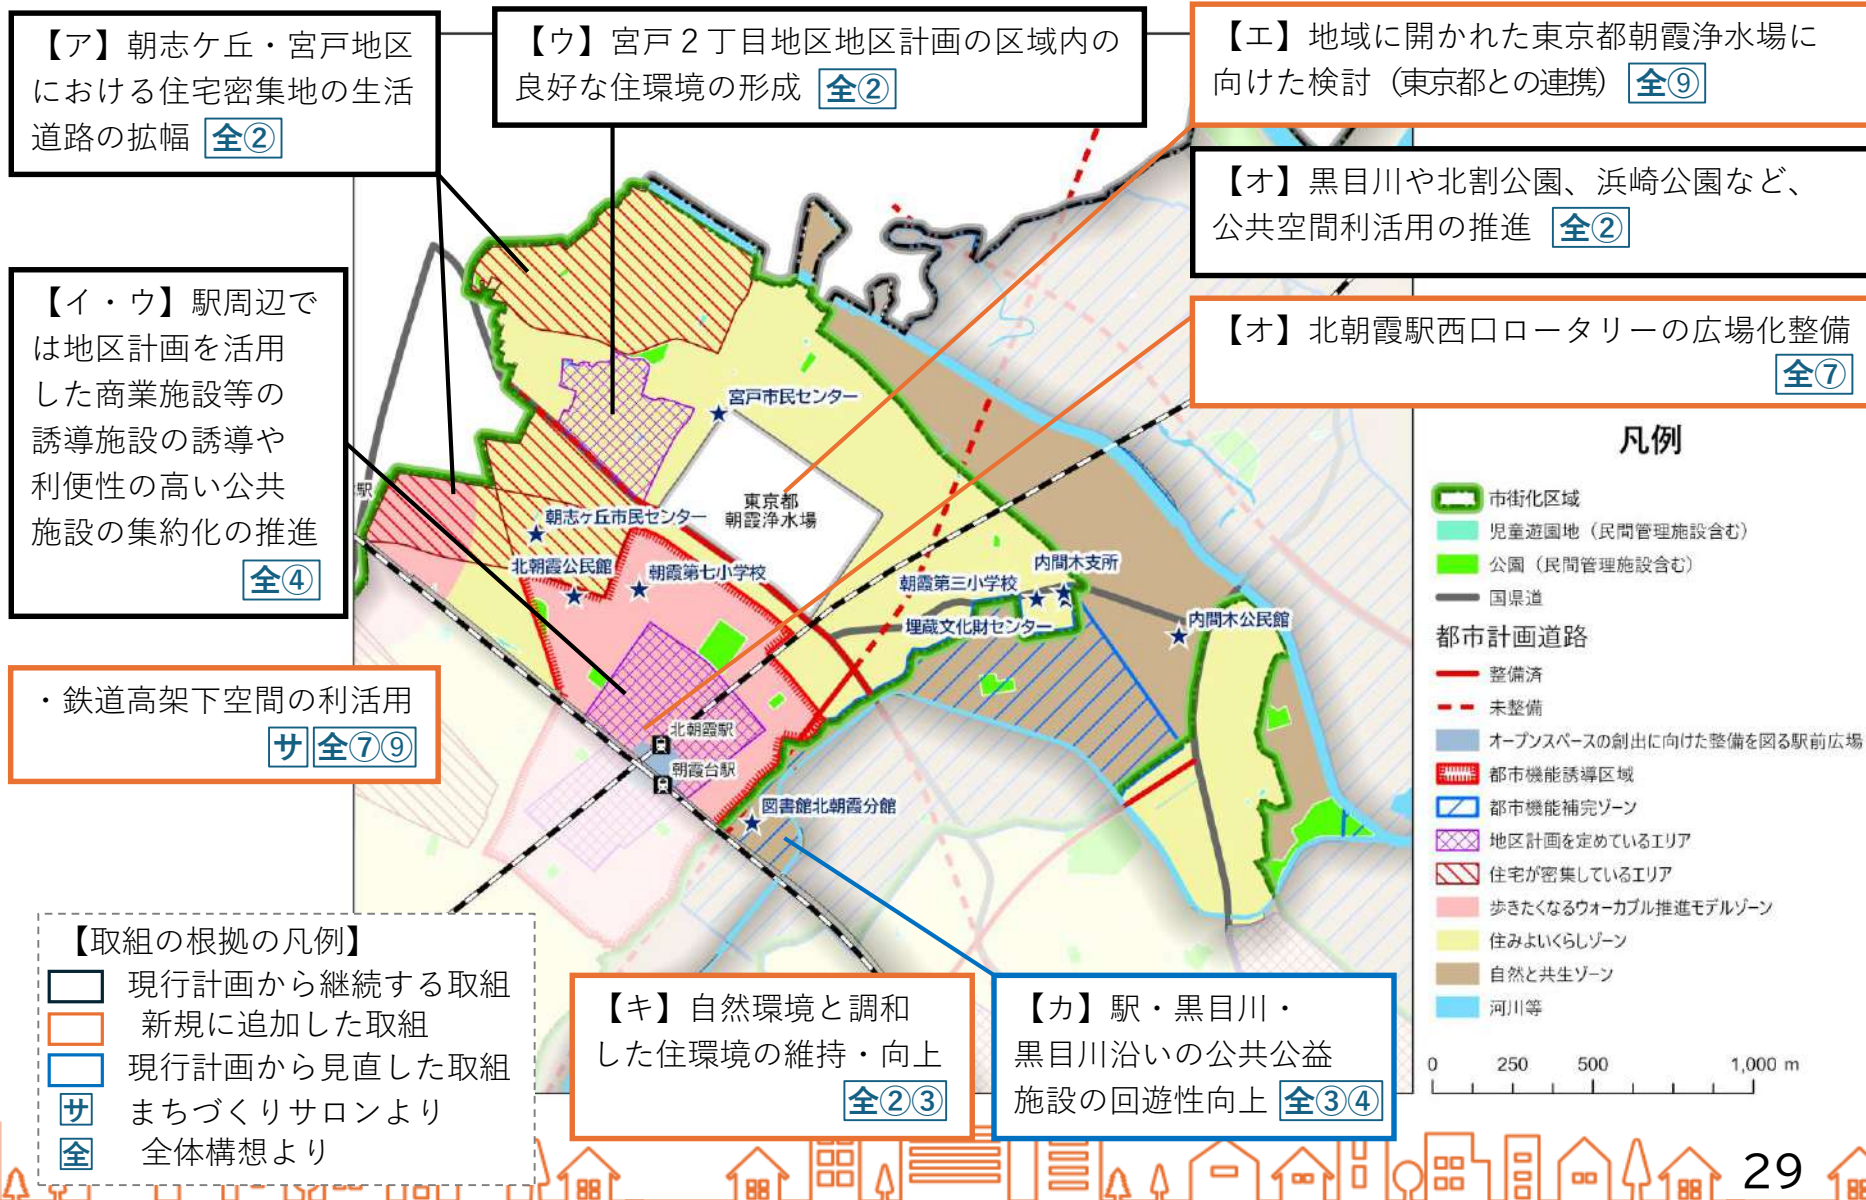 【ア】朝志ケ丘・宮戸地区
における住宅密集地の生活
道路の拡幅 全②
【ウ】宮戸２丁目地区地区計画の区域内の
良好な住環境の形成 全②
【エ】地域に開かれた東京都朝霞浄水場に
向けた検討（東京都との連携） 全⑨
【オ】黒目川や北割公園、浜崎公園など、
公共空間利活用の推進 全②
【イ・ウ】駅周辺で
は地区計画を活用
した商業施設等の
誘導施設の誘導や
利便性の高い公共
施設の集約化の推進
全④
【オ】北朝霞駅西口ロータリーの広場化整備
全⑦
・鉄道高架下空間の利活用
サ 全⑦⑨
宮戸市民センター
東京都
朝霞浄水場
駅
朝志ケ丘市民センター
北朝霞公民館
朝霞第七小学校
内間木支所
朝霞第三小学校
埋蔵文化財センター
内間木公民館
北朝霞駅
朝霞台駅
図書館北朝霞分館
凡例
市街化区域
児童遊園地（民間管理施設含む）
公園（民間管理施設含む）
国県道
都市計画道路
整備済
未整備
オープンスペースの創出に向けた整備を図る駅前広場
都市機能誘導区域
都市機能補完ゾーン
地区計画を定めているエリア
住宅が密集しているエリア
歩きたくなるウォーカブル推進モデルゾーン
住みよいくらしゾーン
自然と共生ゾーン
河川等
0 250 500 1,000 m
【取組の根拠の凡例】
現行計画から継続する取組
新規に追加した取組
現行計画から見直した取組
サ まちづくりサロンより
全 全体構想より
【キ】自然環境と調和
した住環境の維持・向上
全②③
【カ】駅・黒目川・
黒目川沿いの公共公益
施設の回遊性向上 全③④
29